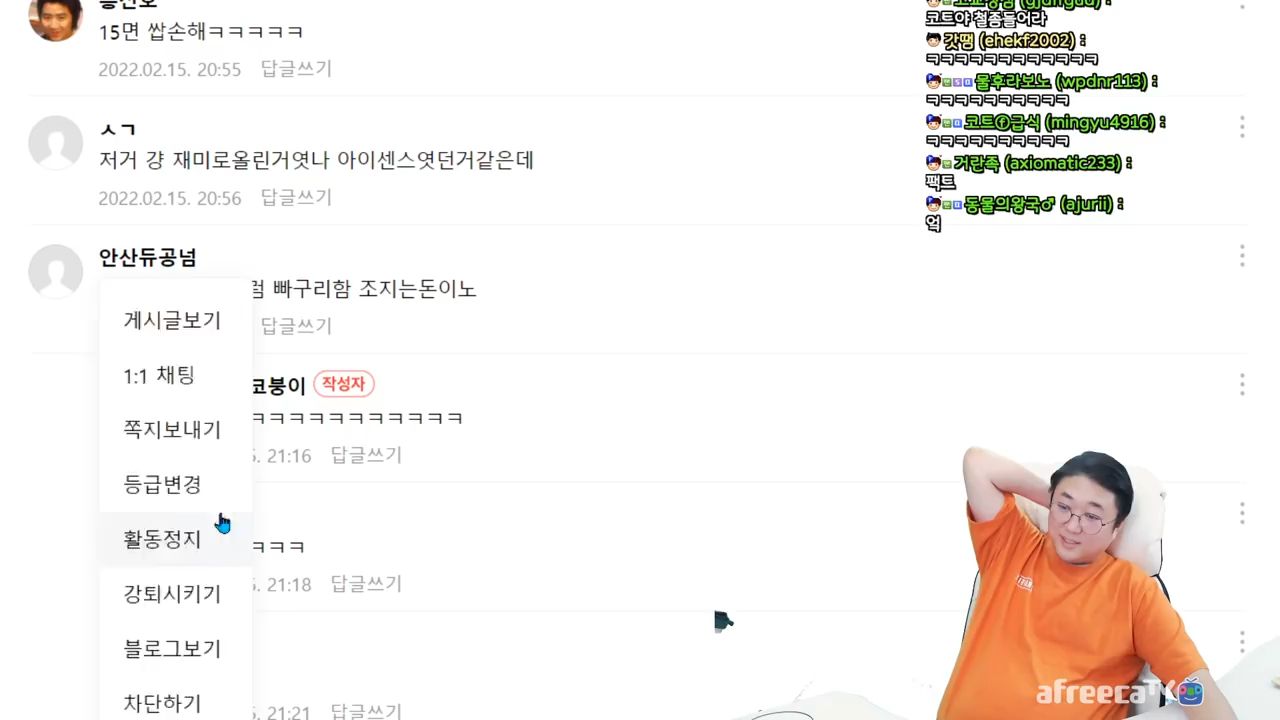 15면 쌉손해ㅋㅋㅋㅋㅋ
2022.02.15. 20:55 답글쓰기
ㅅㄱ
저거 걍 재미로올린거엿나 아이센스엿던거같은데
2022.02.15. 20:56 답글쓰기
안산듀공넘
럼 빠구리함 조지는돈이노
답글쓰기
게시글보기
1:1 채팅
쪽지보내기
등급변경
활동정지
강퇴시키기
블로그보기
차단하기
코붕이 작성자
ㅋㅋㅋㅋㅋㅋㅋㅋㅋㅋㅋ
5. 21:16 답글쓰기
ㅋㅋㅋ
5. 21:18 답글쓰기
5. 21:21 답글쓰기
코트야 철좀들어라
갓땜 (ehekf2002) :
ㅋㅋㅋㅋㅋㅋㅋㅋㅋㅋㅋㅋ
물후라보노 (wpdnr113) :
ㅋㅋㅋㅋㅋㅋㅋㅋㅋㅋ
코트ⓕ급식 (mingyu4916) :
ㅋㅋㅋㅋㅋㅋㅋㅋㅋㅋ
거란족 (axiomatic233) :
팩트
동물의왕국♂ (ajurii) :
억
afreecaTV